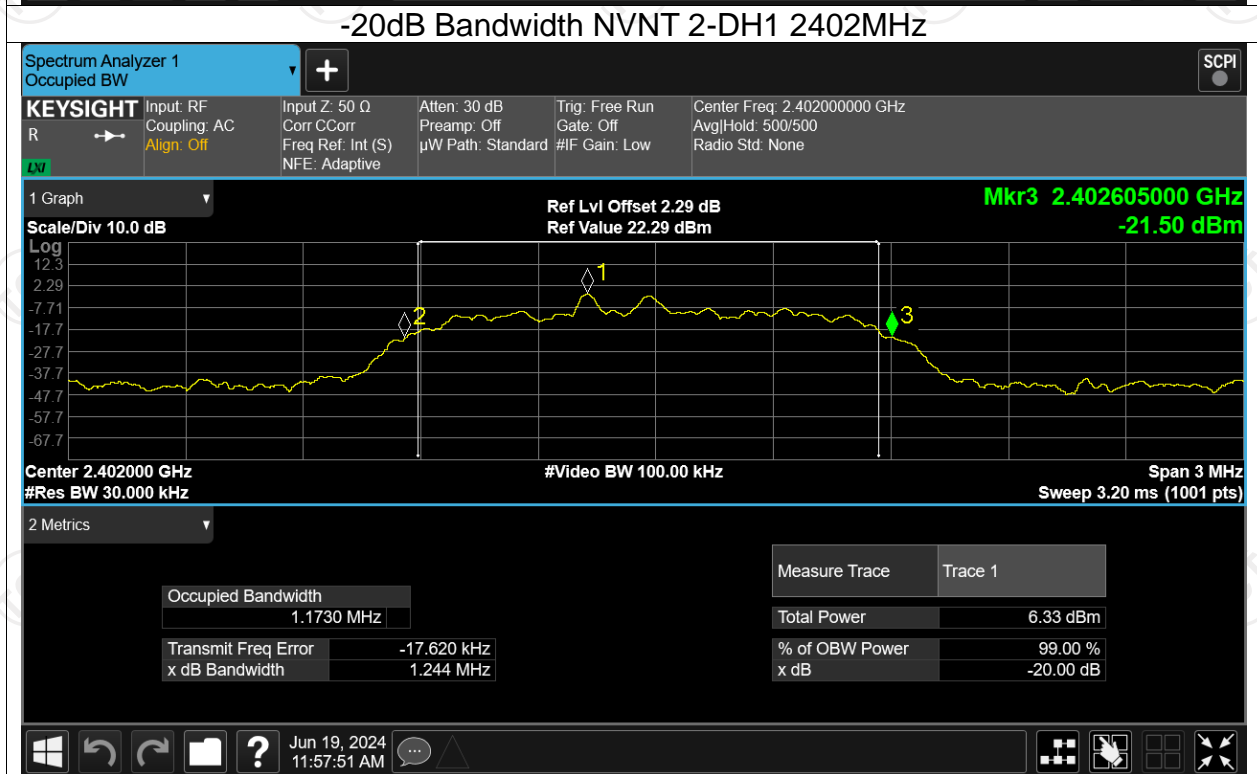 -20dB Bandwidth NVNT 2-DH1 2402MHz
Spectrum Analyzer 1
Occupied BW
▼
+
SCPI
KEYSIGHT
R
LXI
Input: RF
Coupling: AC
Align: Off
Input Z: 50 Ω
Corr CCorr
Freq Ref: Int (S)
NFE: Adaptive
Atten: 30 dB
Preamp: Off
µW Path: Standard
Trig: Free Run
Gate: Off
#IF Gain: Low
Center Freq: 2.402000000 GHz
Avg|Hold: 500/500
Radio Std: None
1 Graph ▼
Scale/Div 10.0 dB
Ref Lvl Offset 2.29 dB
Ref Value 22.29 dBm
Mkr3 2.402605000 GHz
-21.50 dBm
Log
12.3
2.29
-7.71
-17.7
-27.7
-37.7
-47.7
-57.7
-67.7
1
2
3
Center 2.402000 GHz
#Res BW 30.000 kHz
#Video BW 100.00 kHz
Span 3 MHz
Sweep 3.20 ms (1001 pts)
2 Metrics ▼
Occupied Bandwidth
1.1730 MHz
Transmit Freq Error -17.620 kHz
x dB Bandwidth 1.244 MHz
Measure Trace Trace 1
Total Power 6.33 dBm
% of OBW Power 99.00 %
x dB -20.00 dB
?
Jun 19, 2024
11:57:51 AM